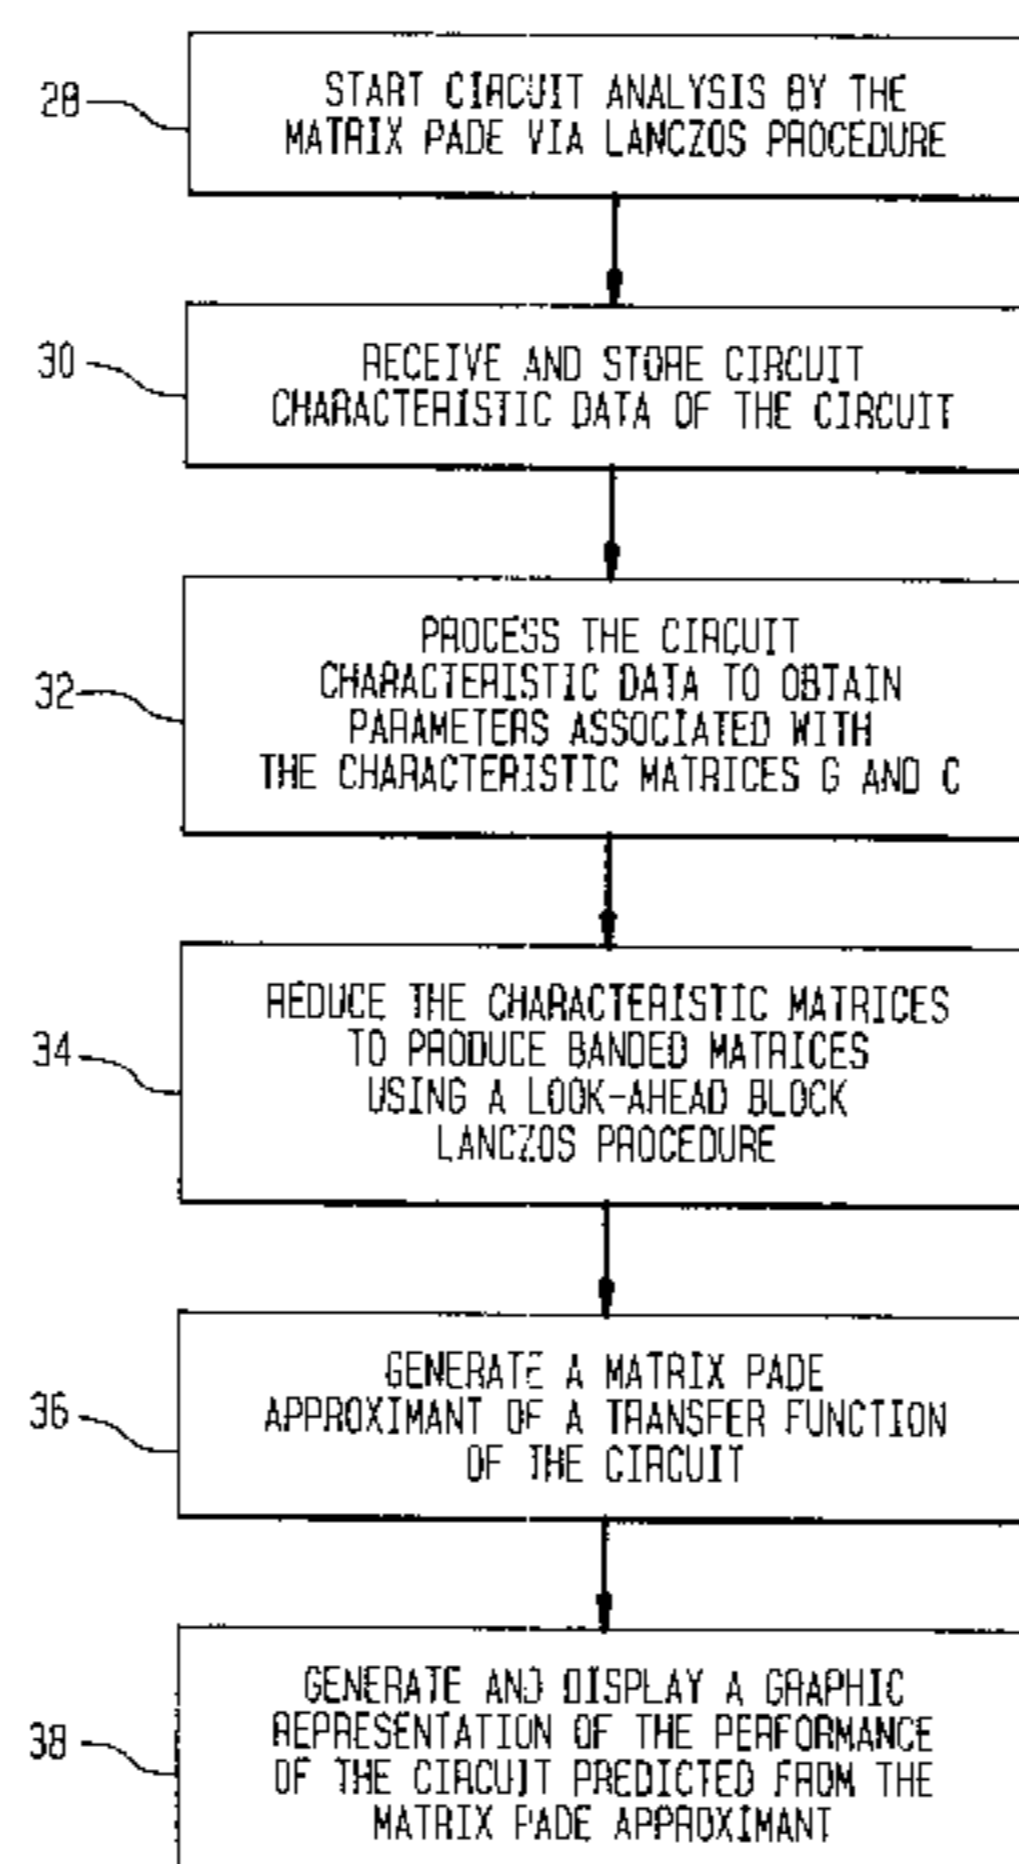 28
START CIRCUIT ANALYSIS BY THE
MATRIX PADE VIA LANCZOS PROCEDURE
30
RECEIVE AND STORE CIRCUIT
CHARACTERISTIC DATA OF THE CIRCUIT
32
PROCESS THE CIRCUIT
CHARACTERISTIC DATA TO OBTAIN
PARAMETERS ASSOCIATED WITH
THE CHARACTERISTIC MATRICES G AND C
34
REDUCE THE CHARACTERISTIC MATRICES
TO PRODUCE BANDED MATRICES
USING A LOOK-AHEAD BLOCK
LANCZOS PROCEDURE
36
GENERATE A MATRIX PADE
APPROXIMANT OF A TRANSFER FUNCTION
OF THE CIRCUIT
38
GENERATE AND DISPLAY A GRAPHIC
REPRESENTATION OF THE PERFORMANCE
OF THE CIRCUIT PREDICTED FROM THE
MATRIX PADE APPROXIMANT